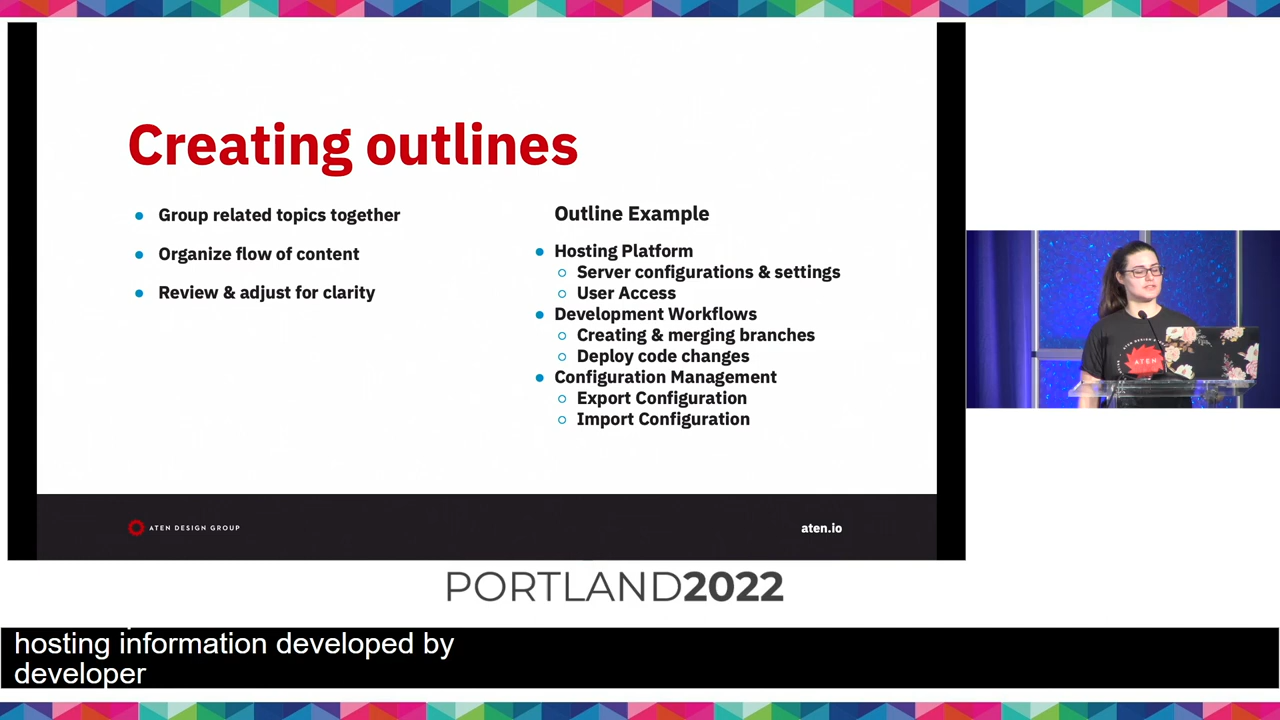 Creating outlines
Group related topics together
Organize flow of content
Review & adjust for clarity
Outline Example
Hosting Platform
Server configurations & settings
User Access
Development Workflows
Creating & merging branches
Deploy code changes
Configuration Management
Export Configuration
Import Configuration
ATEN DESIGN GROUP
aten.io
ATEN
PORTLAND2022
hosting information developed by
developer